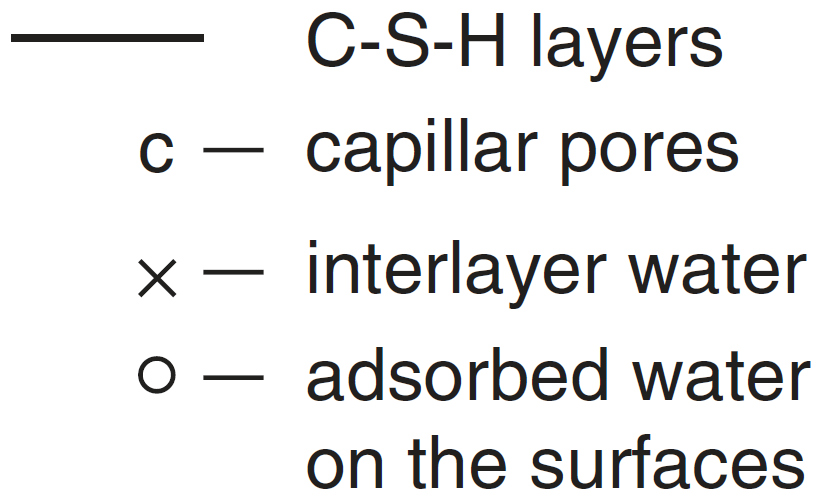 C-S-H layers
c — capillar pores
× — interlayer water
○ — adsorbed water
on the surfaces